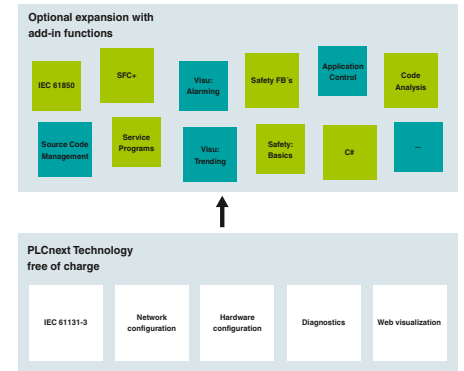 Optional expansion with
add-in functions
IEC 61850
SFC+
Visu:
Alarming
Safety FB´s
Application
Control
Code
Analysis
Source Code
Management
Service
Programs
Visu:
Trending
Safety:
Basics
C#
...
PLCnext Technology
free of charge
IEC 61131-3
Network
configuration
Hardware
configuration
Diagnostics
Web visualization